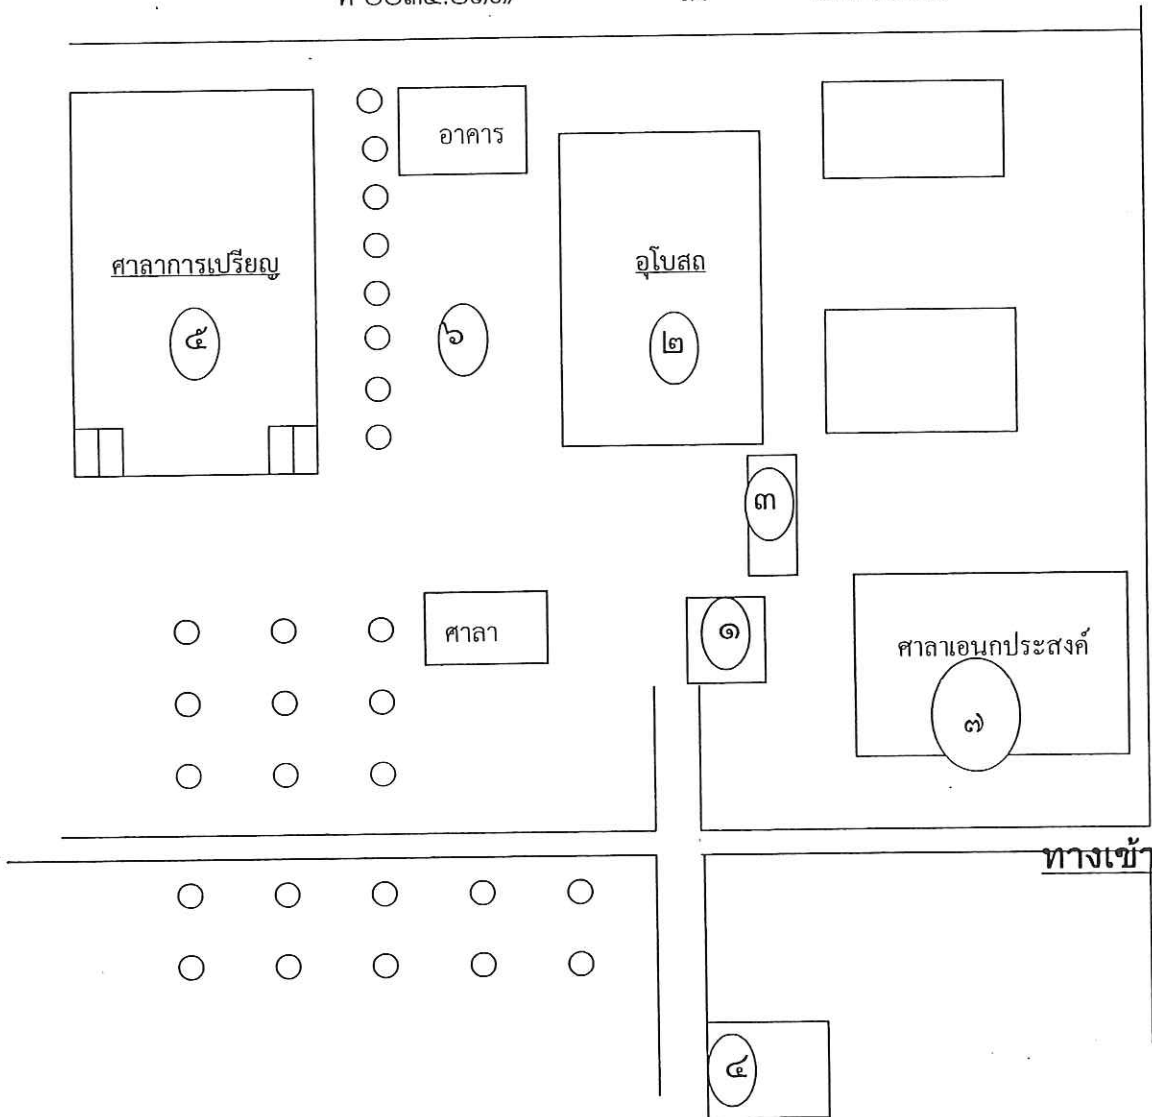 อาคาร
ศาลาการเปรียญ
อุโบสถ
๕
๖
๒
๓
ศาลา
๑
ศาลาเอนกประสงค์
๗
ทางเข้า
๔